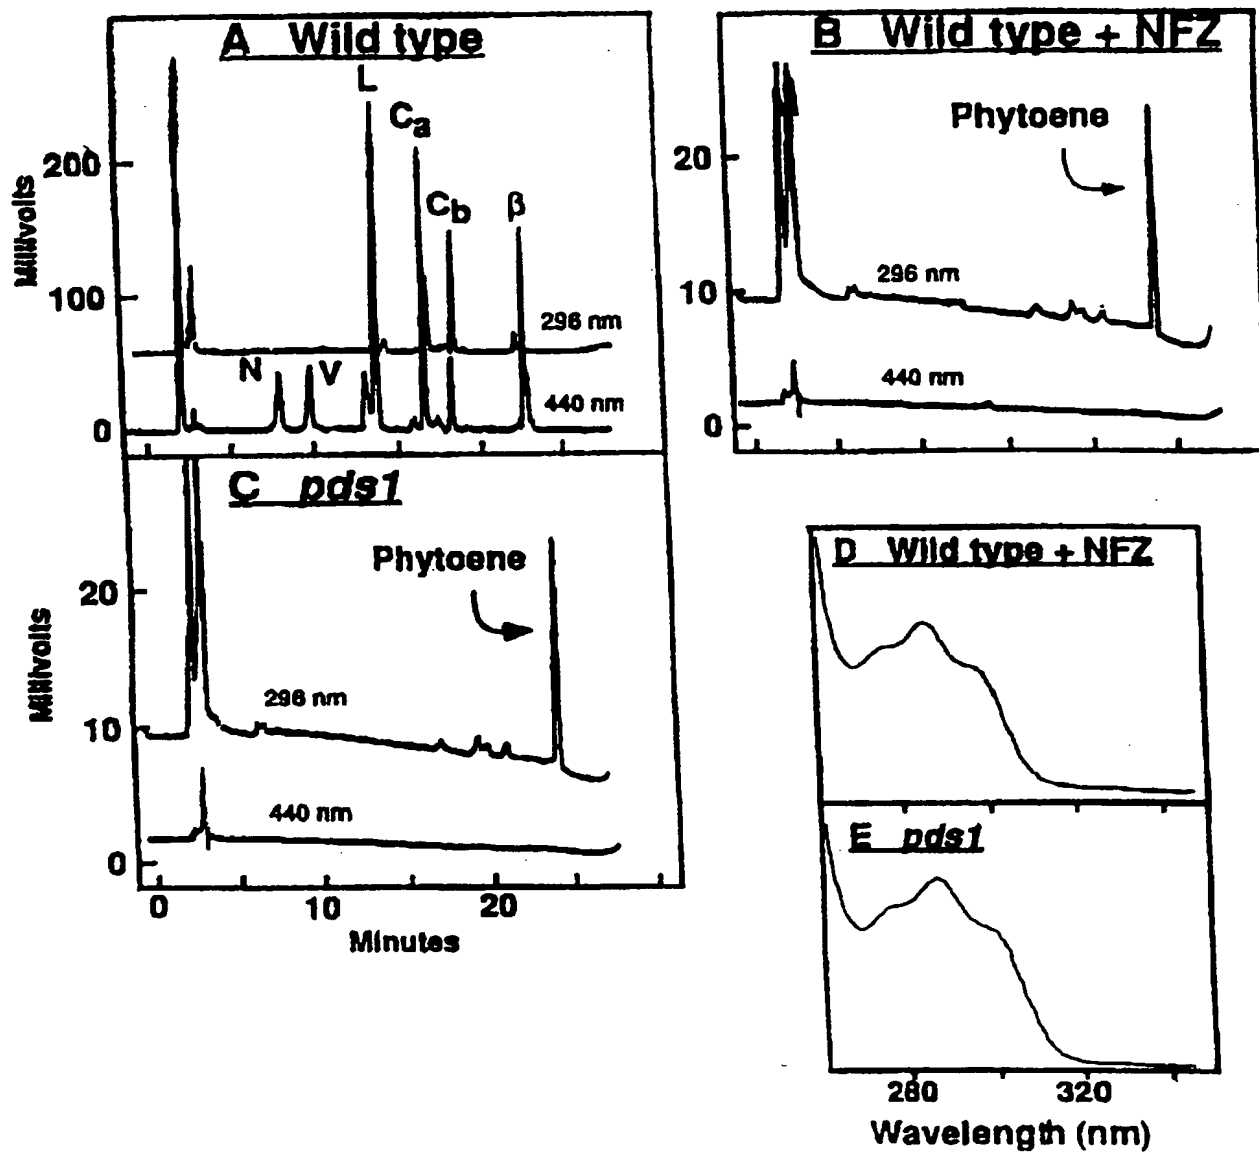 A Wild type
L
Ca
Cb
β
200
100
0
Millivolts
296 nm
N
V
440 nm
B Wild type + NFZ
Phytoene
20
10
0
296 nm
440 nm
C pds1
Phytoene
20
10
0
Millivolts
296 nm
440 nm
0
10
20
Minutes
D Wild type + NFZ
E pds1
280
320
Wavelength (nm)